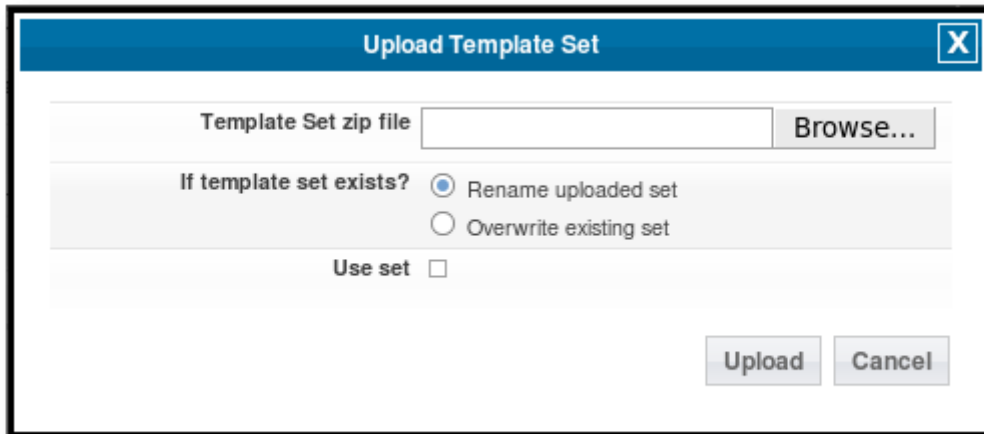 Upload Template Set X
Template Set zip file Browse...
If template set exists? Rename uploaded set
Overwrite existing set
Use set
Upload Cancel